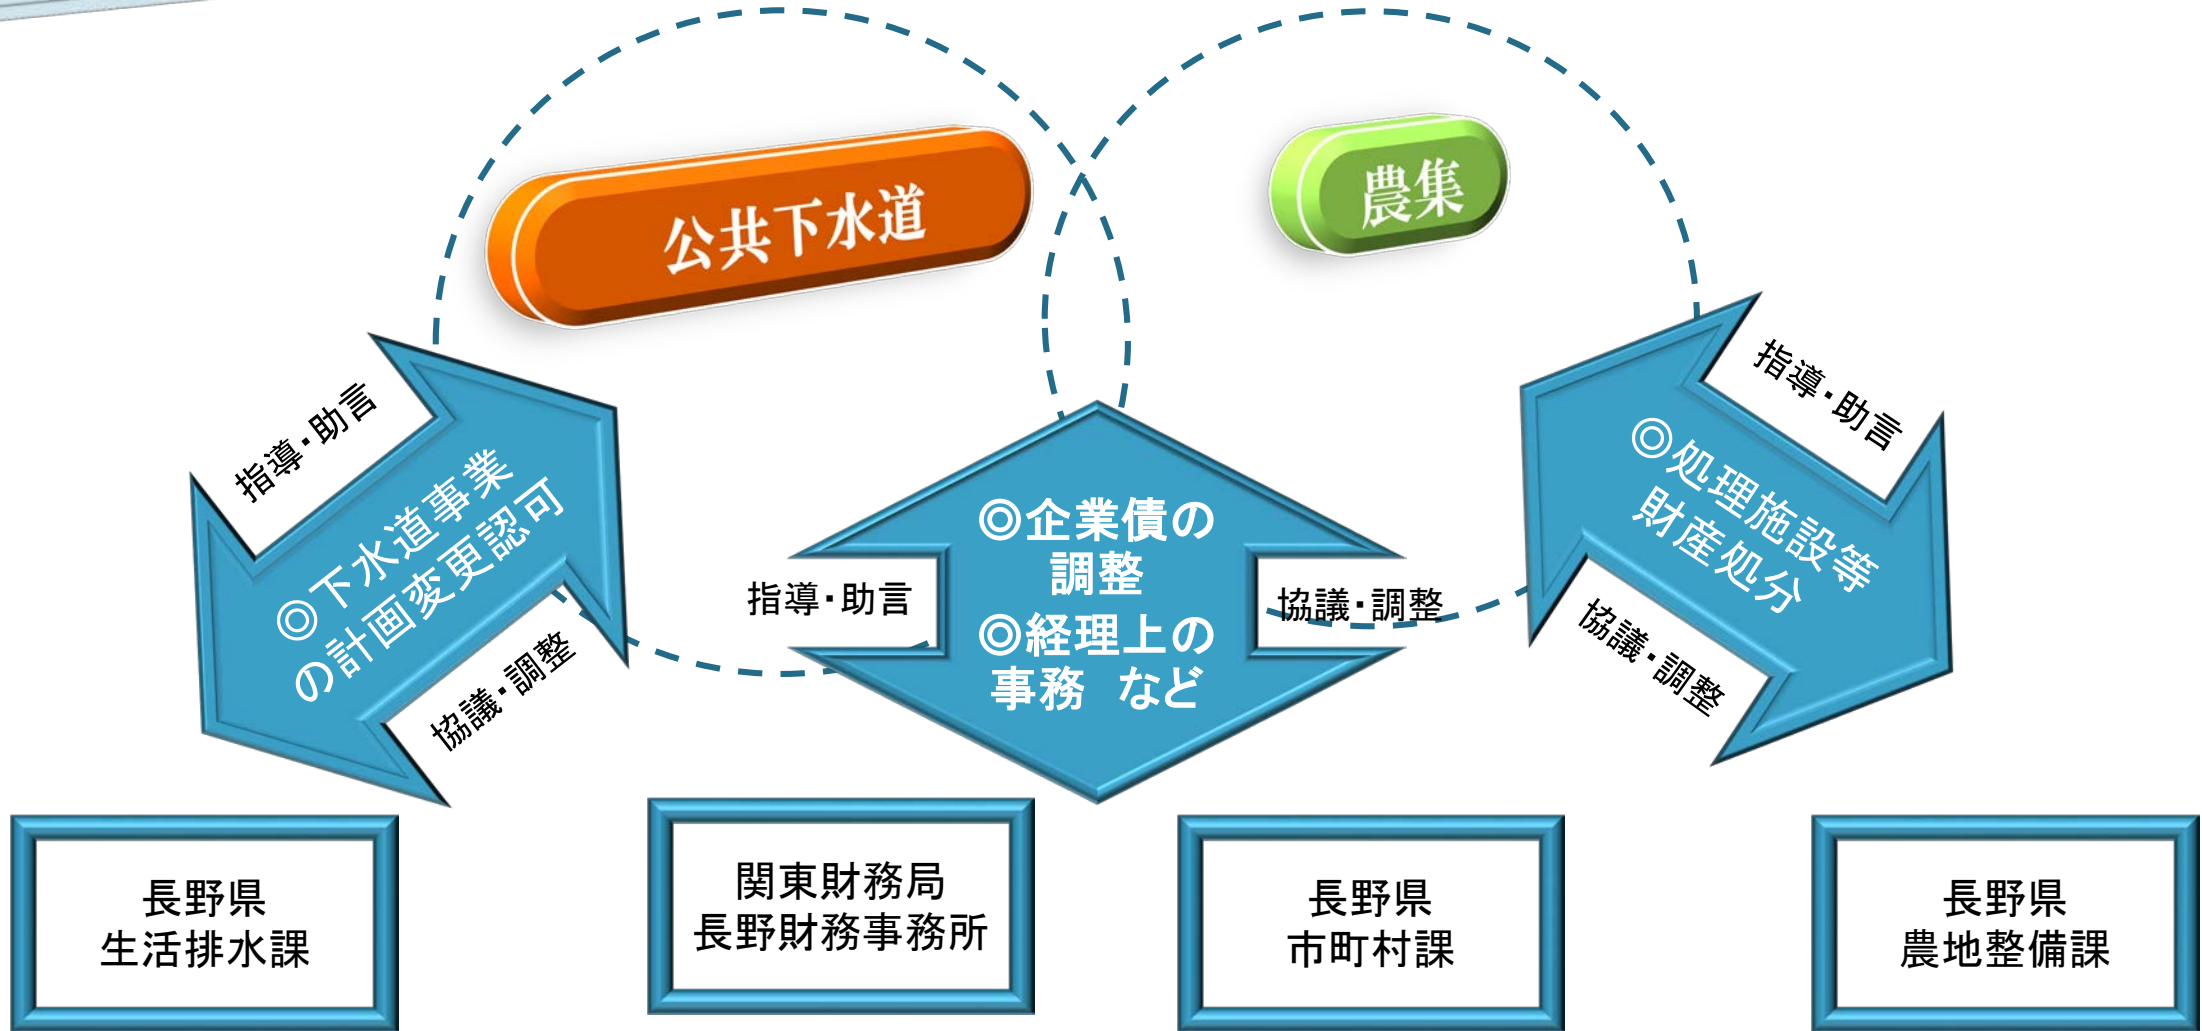 公共下水道
農集
指導・助言
◎下水道事業
の計画変更認可
協議・調整
指導・助言
◎企業債の
調整
◎経理上の
事務　など
協議・調整
指導・助言
◎処理施設等
財産処分
協議・調整
長野県
生活排水課
関東財務局
長野財務事務所
長野県
市町村課
長野県
農地整備課